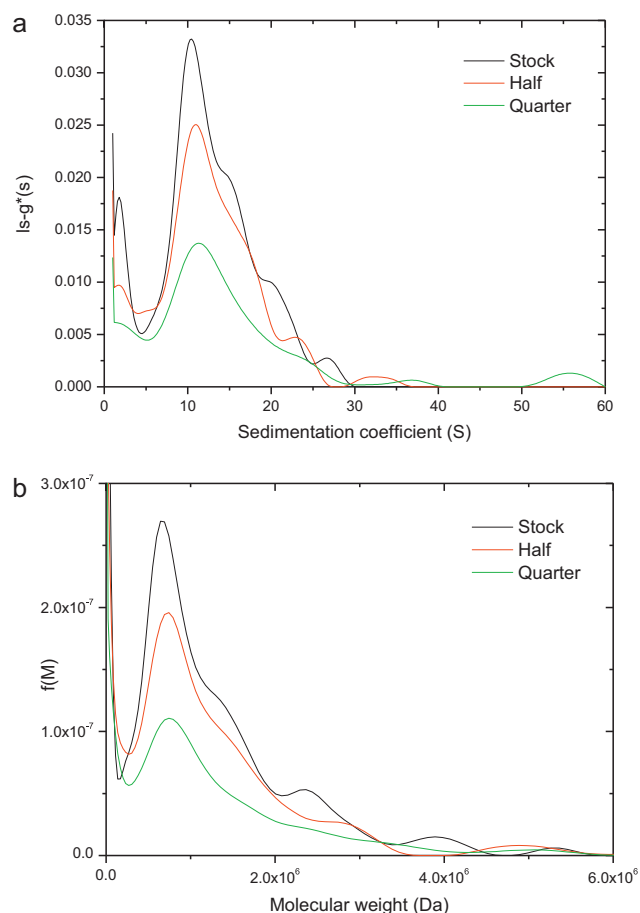 a
0.035
0.030
0.025
0.020
0.015
0.010
0.005
0.000
ls-g*(s)
Stock
Half
Quarter
0 10 20 30 40 50 60
Sedimentation coefficient (S)
b
3.0x10⁻⁷
2.0x10⁻⁷
1.0x10⁻⁷
0.0
f(M)
Stock
Half
Quarter
0.0 2.0x10⁶ 4.0x10⁶ 6.0x10⁶
Molecular weight (Da)